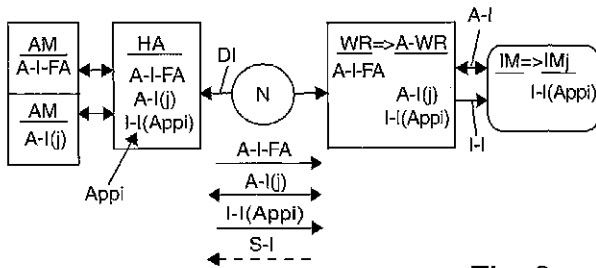 AM
A-I-FA
AM
A-I(j)
HA
A-I-FA
A-I(j)
I-I(Appi)
Appi
DI
N
WR=>A-WR
A-I-FA
A-I(j)
I-I(Appi)
A-I
I-I
IM=>IMj
I-I(Appi)
A-I-FA
A-I(j)
I-I(Appi)
S-I